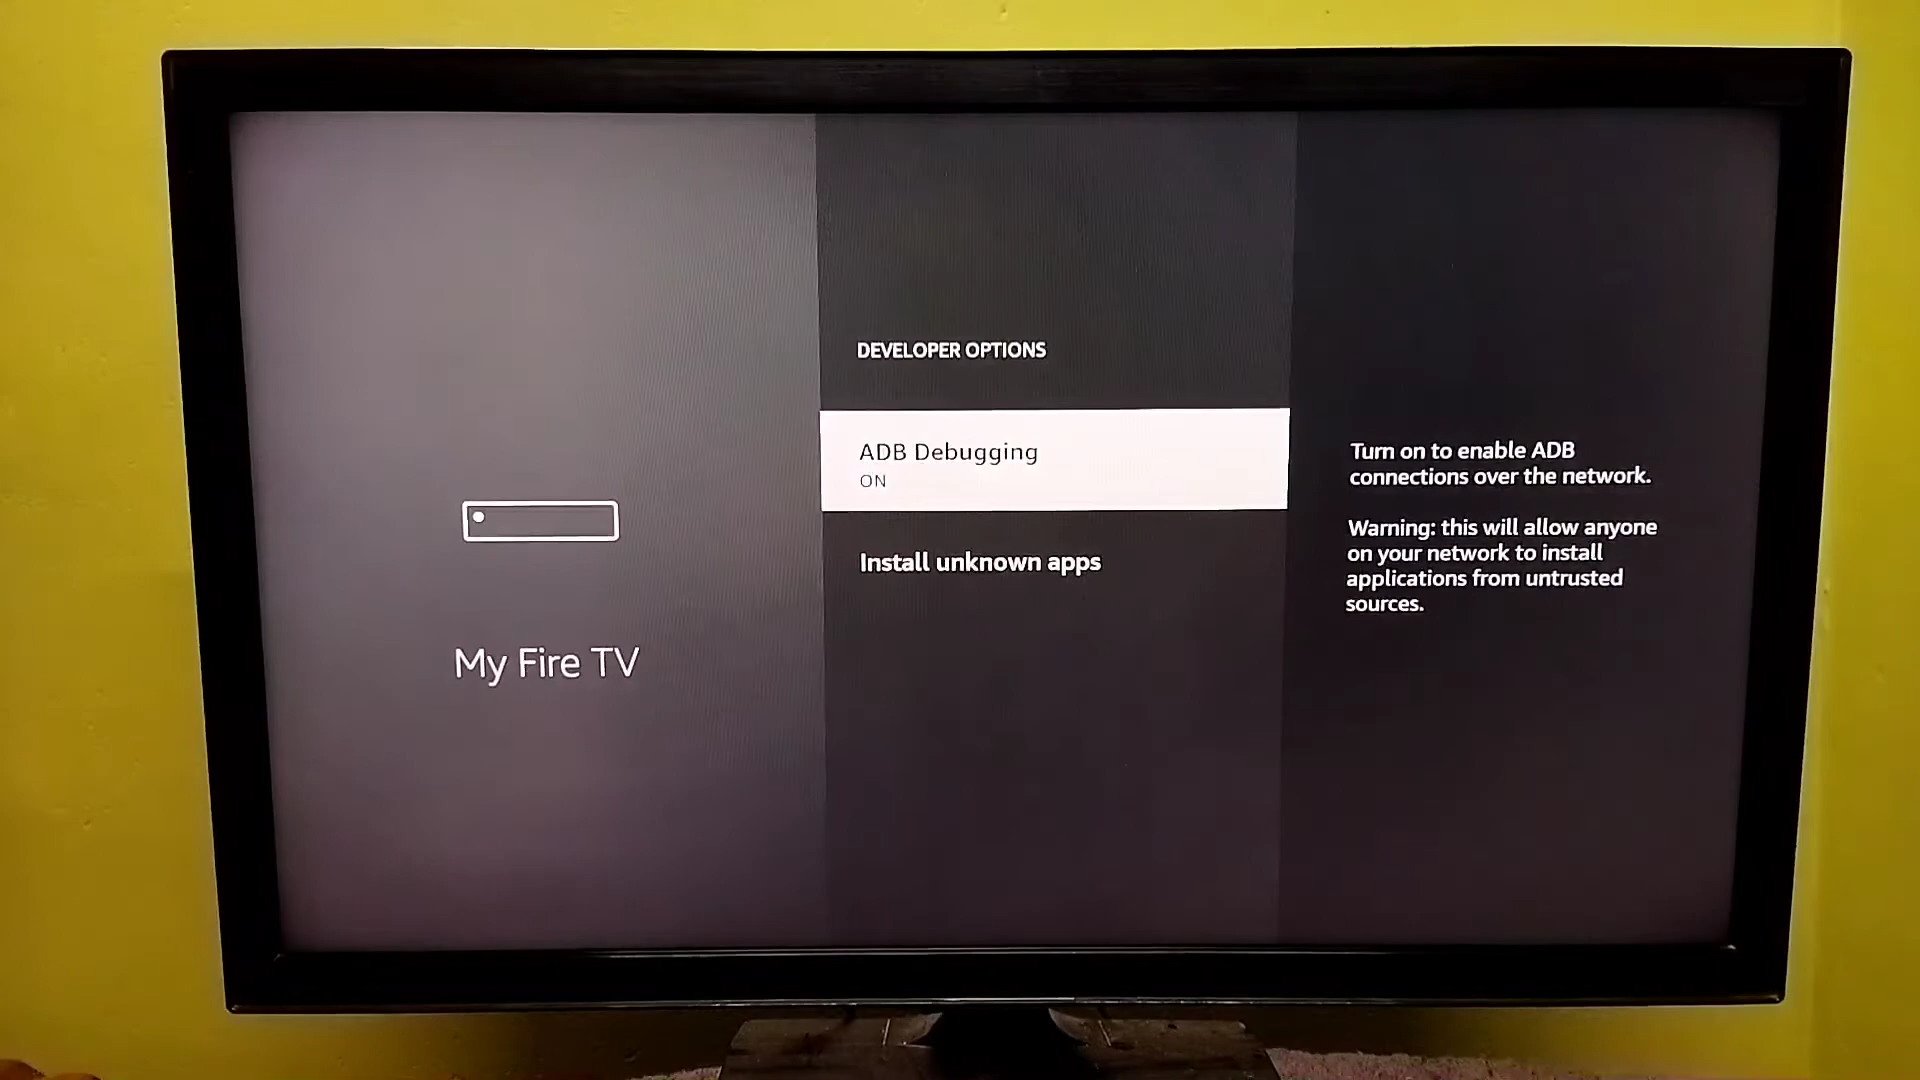 DEVELOPER OPTIONS
ADB Debugging
ON
Install unknown apps
My Fire TV
Turn on to enable ADB
connections over the network.
Warning: this will allow anyone
on your network to install
applications from untrusted
sources.